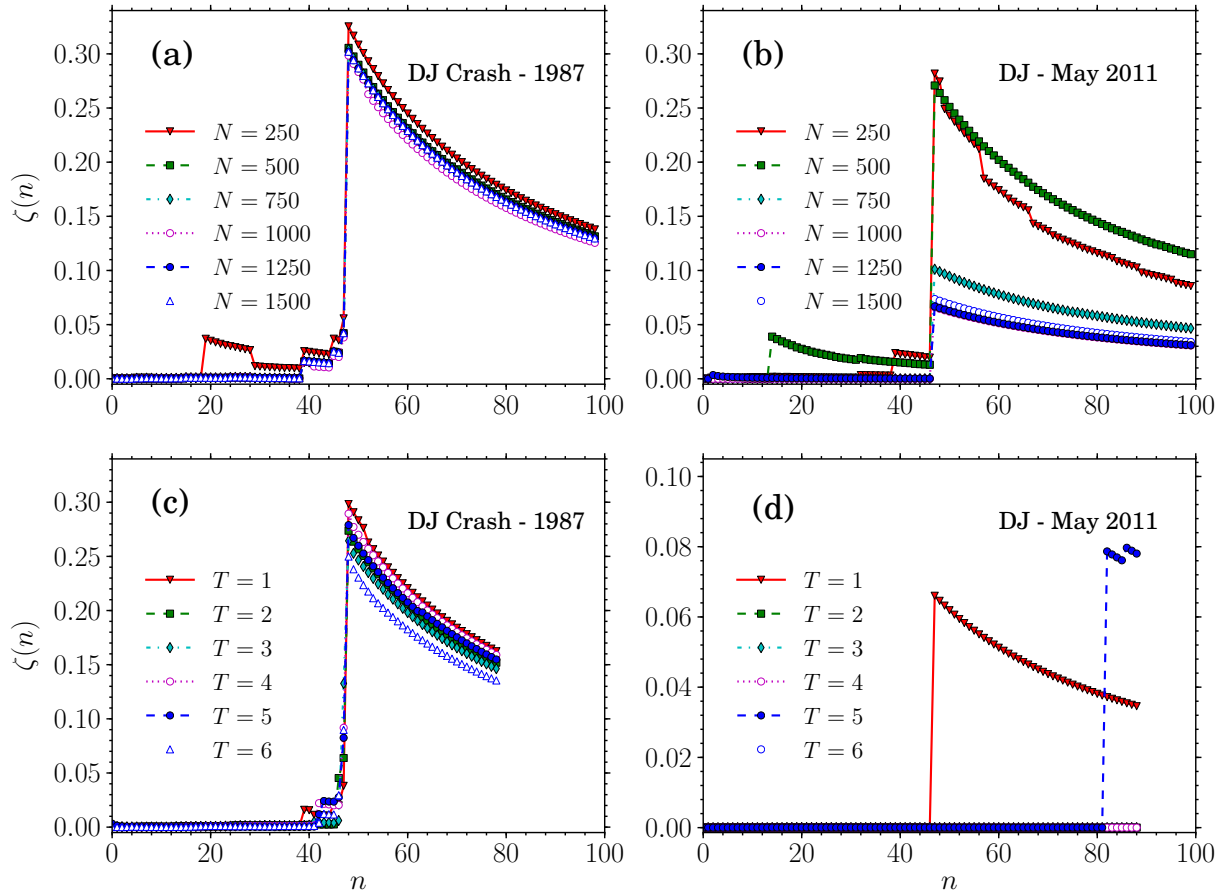 (a)
DJ Crash - 1987
N = 250
N = 500
N = 750
N = 1000
N = 1250
N = 1500
ζ(n)
0.30
0.25
0.20
0.15
0.10
0.05
0.00
0 20 40 60 80 100
(b)
DJ - May 2011
N = 250
N = 500
N = 750
N = 1000
N = 1250
N = 1500
0.30
0.25
0.20
0.15
0.10
0.05
0.00
0 20 40 60 80 100
(c)
DJ Crash - 1987
T = 1
T = 2
T = 3
T = 4
T = 5
T = 6
ζ(n)
0.30
0.25
0.20
0.15
0.10
0.05
0.00
0 20 40 60 80 100
n
(d)
DJ - May 2011
T = 1
T = 2
T = 3
T = 4
T = 5
T = 6
0.10
0.08
0.06
0.04
0.02
0.00
0 20 40 60 80 100
n